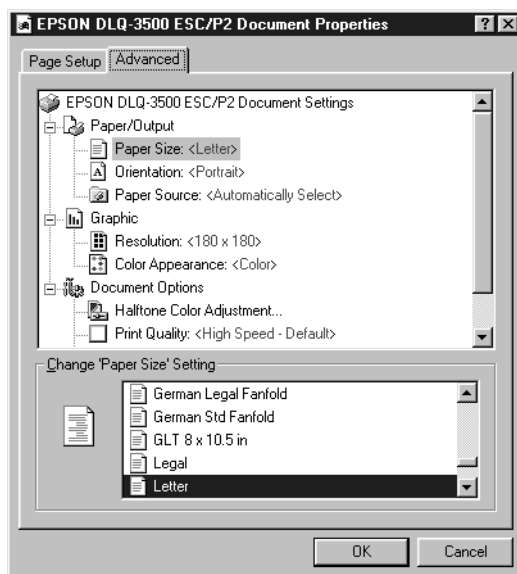 EPSON DLQ-3500 ESC/P2 Document Properties
Page Setup Advanced
EPSON DLQ-3500 ESC/P2 Document Settings
Paper/Output
Paper Size: <Letter>
Orientation: <Portrait>
Paper Source: <Automatically Select>
Graphic
Resolution: <180 x 180>
Color Appearance: <Color>
Document Options
Halftone Color Adjustment...
Print Quality: <High Speed - Default>
Change 'Paper Size' Setting
German Legal Fanfold
German Std Fanfold
GLT 8 x 10.5 in
Legal
Letter
OK Cancel